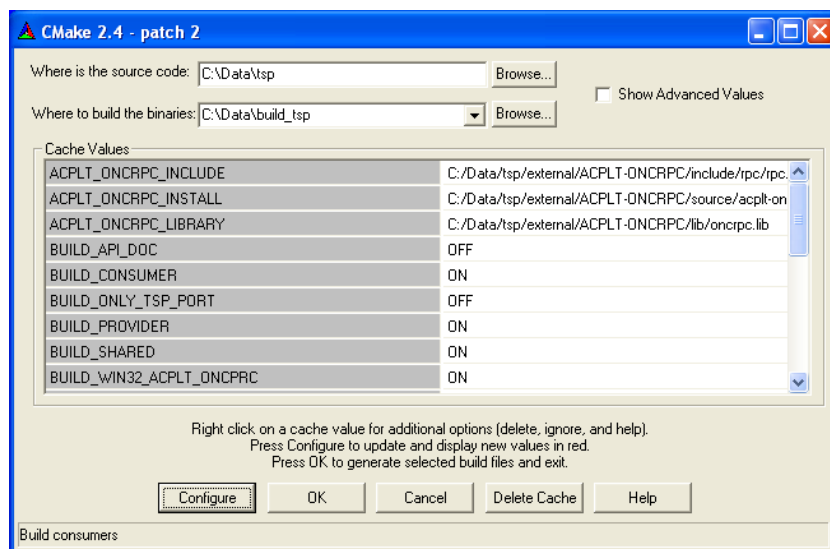 CMake 2.4 - patch 2
Where is the source code: C:\Data\tsp Browse...
Show Advanced Values
Where to build the binaries: C:\Data\build_tsp Browse...
Cache Values
ACPLT_ONCRPC_INCLUDE C:/Data/tsp/external/ACPLT-ONCRPC/include/rpc/rpc.
ACPLT_ONCRPC_INSTALL C:/Data/tsp/external/ACPLT-ONCRPC/source/acplt-on
ACPLT_ONCRPC_LIBRARY C:/Data/tsp/external/ACPLT-ONCRPC/lib/oncrpc.lib
BUILD_API_DOC OFF
BUILD_CONSUMER ON
BUILD_ONLY_TSP_PORT OFF
BUILD_PROVIDER ON
BUILD_SHARED ON
BUILD_WIN32_ACPLT_ONCPRC ON
Right click on a cache value for additional options (delete, ignore, and help).
Press Configure to update and display new values in red.
Press OK to generate selected build files and exit.
Configure OK Cancel Delete Cache Help
Build consumers